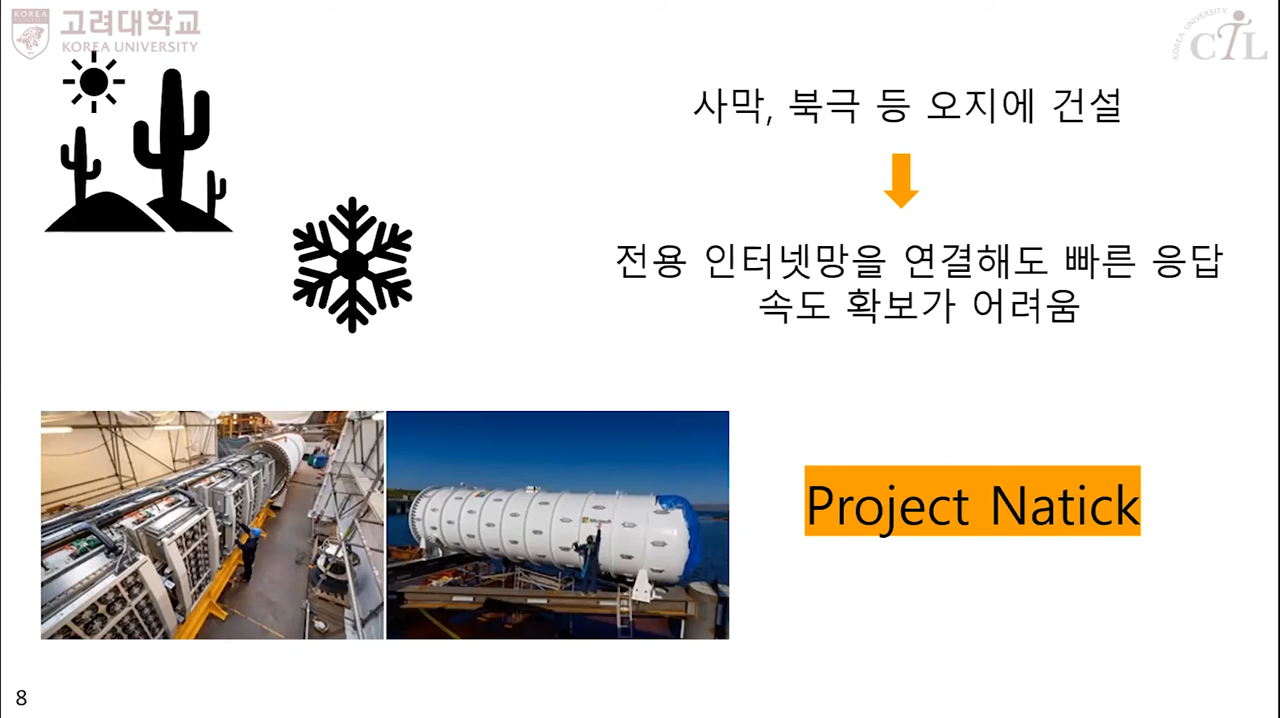 고려대학교
KOREA UNIVERSITY
KOREA UNIVERSITY
CTL
사막, 북극 등 오지에 건설
전용 인터넷망을 연결해도 빠른 응답
속도 확보가 어려움
Microsoft
Project Natick
8